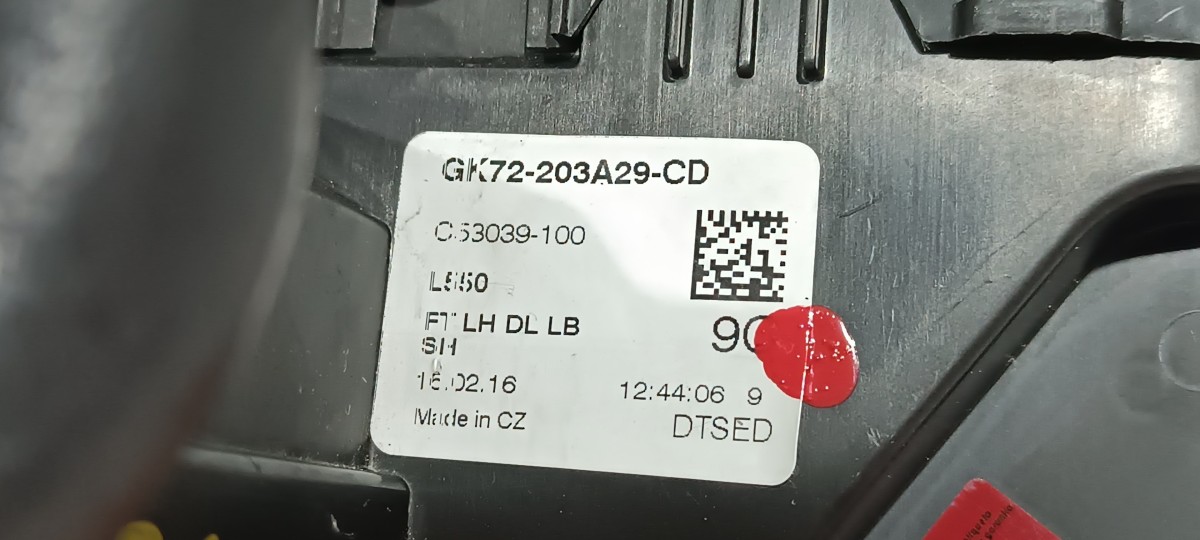 GK72-203A29-CD
C53039-100
L550
FT LH DL LB
SH
16.02.16
12:44:06 9
Made in CZ
DTSED